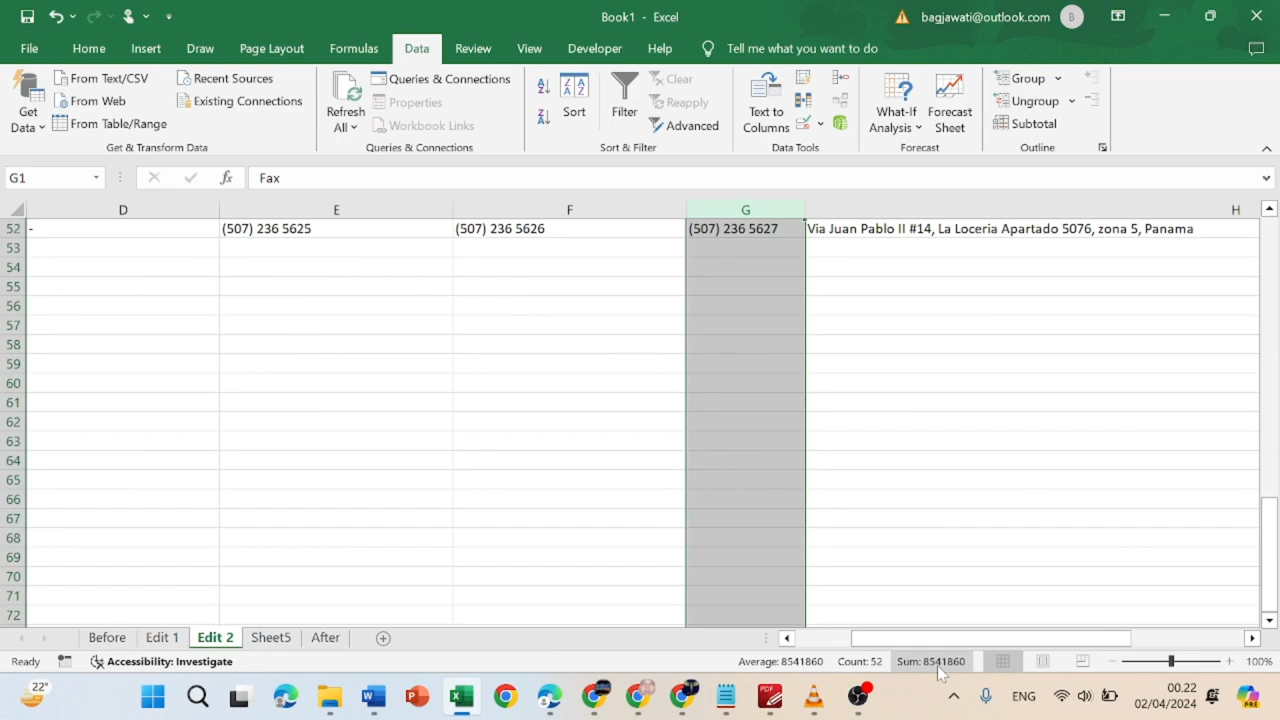 Book1 - Excel
bagjawati@outlook.com
B
File Home Insert Draw Page Layout Formulas Data Review View Developer Help Tell me what you want to do
Get Data
From Text/CSV
From Web
From Table/Range
Recent Sources
Existing Connections
Get & Transform Data
Refresh All
Queries & Connections
Properties
Workbook Links
Queries & Connections
Sort
Filter
Clear
Reapply
Advanced
Sort & Filter
Text to Columns
Data Tools
What-If Analysis
Forecast Sheet
Forecast
Group
Ungroup
Subtotal
Outline
G1 fx Fax
D E F G H
52 - (507) 236 5625 (507) 236 5626 (507) 236 5627 Via Juan Pablo II #14, La Loceria Apartado 5076, zona 5, Panama
53
54
55
56
57
58
59
60
61
62
63
64
65
66
67
68
69
70
71
72
Before Edit 1 Edit 2 Sheet5 After
Ready Accessibility: Investigate Average: 8541860 Count: 52 Sum: 8541860 100%
22° ENG 00.22
02/04/2024